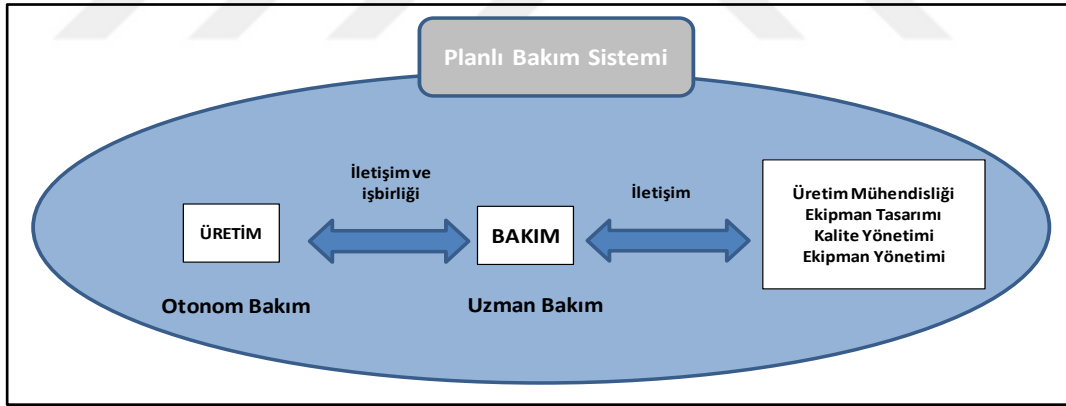 Planlı Bakım Sistemi
İletişim ve
işbirliği
İletişim
ÜRETİM
BAKIM
Üretim Mühendisliği
Ekipman Tasarımı
Kalite Yönetimi
Ekipman Yönetimi
Otonom Bakım
Uzman Bakım